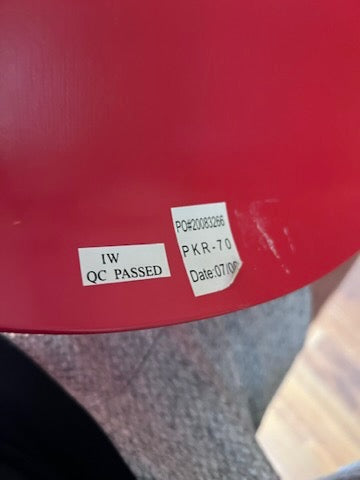 IW
QC PASSED
PO#20083266
PKR-70
Date:07/0